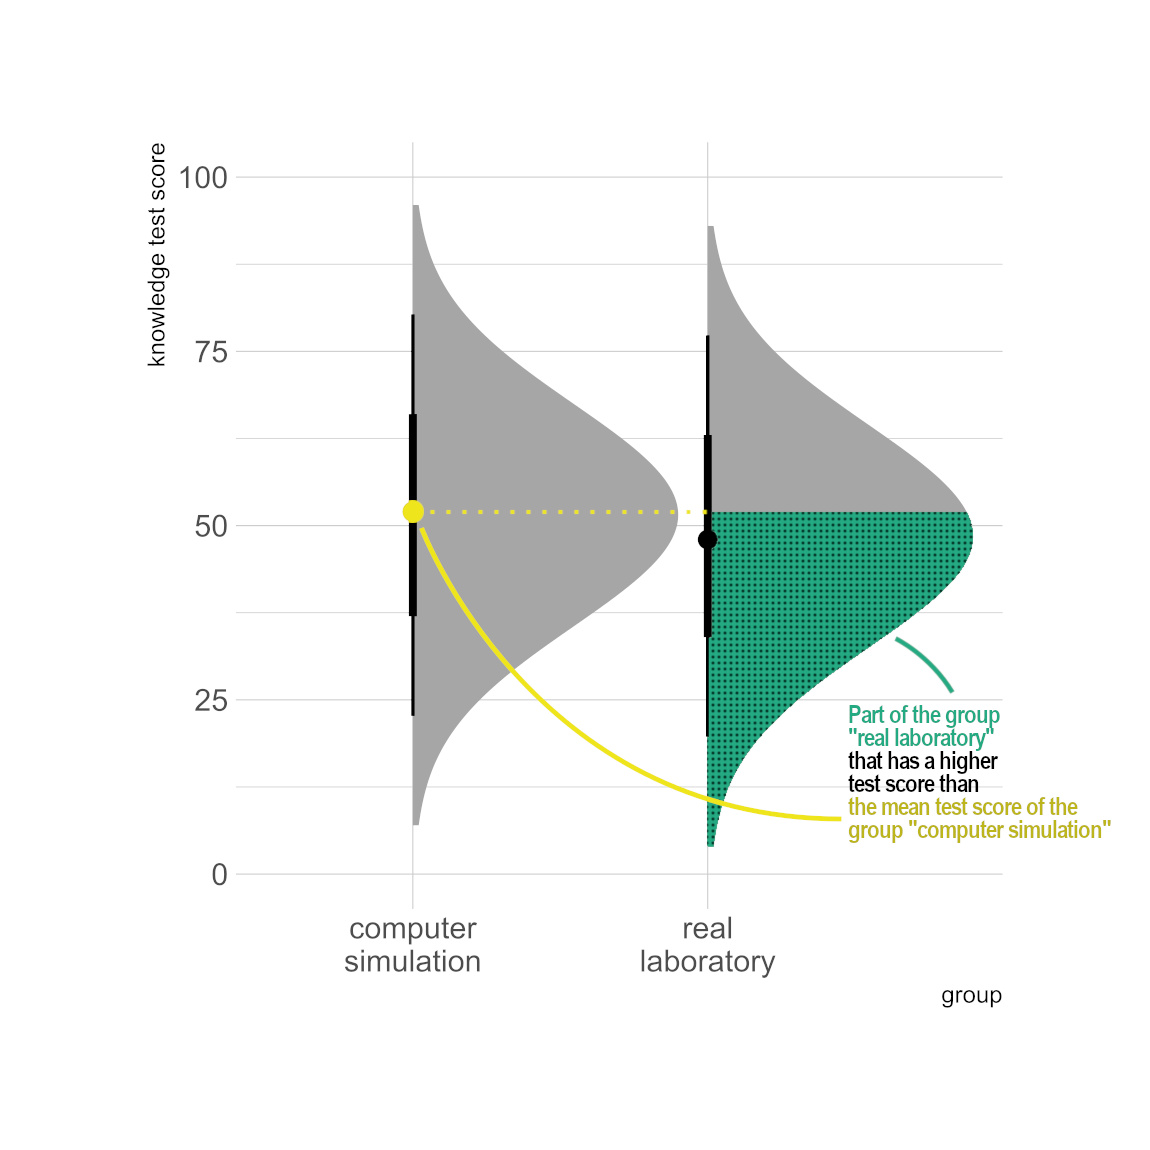 knowledge test score
100
75
50
25
0
Part of the group
"real laboratory"
that has a higher
test score than
the mean test score of the
group "computer simulation"
computer
simulation
real
laboratory
group